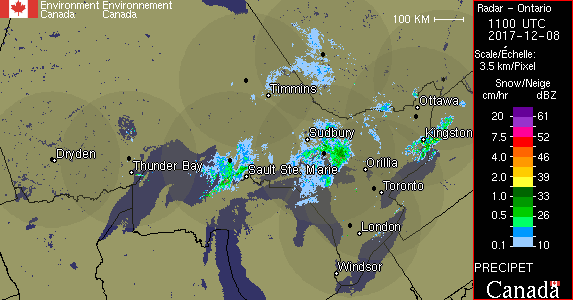 Environment Environnement
Canada Canada
100 KM
Timmins
Ottawa
Sudbury
Kingston
Dryden
Thunder Bay
Sault Ste. Marie
Orillia
Toronto
London
Windsor
Radar - Ontario
1100 UTC
2017-12-08
Scale/Échelle:
3.5 km/Pixel
Snow/Neige
cm/hr dBZ
20 61
7.5 52
4.0 46
2.0 39
1.0 33
0.5 26
0.1 10
PRECIPET
Canada